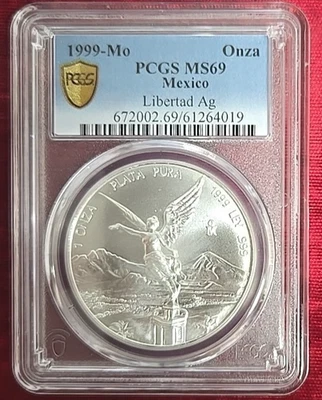 1999-Mo Onza
PCGS MS69
Mexico
Libertad Ag
672002.69/61264019
PCGS
1 ONZA PLATA PURA 1999 LEY .999